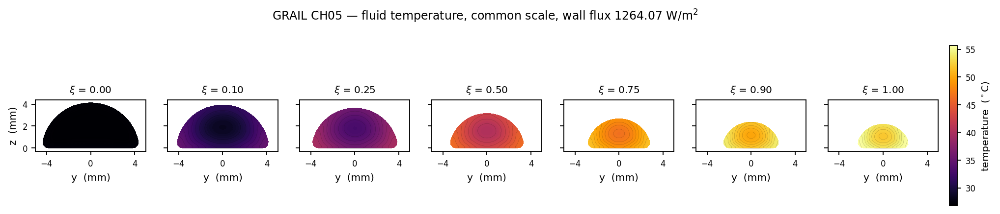 GRAIL CH05 — fluid temperature, common scale, wall flux 1264.07 W/m²
ξ = 0.00
ξ = 0.10
ξ = 0.25
ξ = 0.50
ξ = 0.75
ξ = 0.90
ξ = 1.00
z (mm)
4
2
0
−4 0 4
−4 0 4
−4 0 4
−4 0 4
−4 0 4
−4 0 4
−4 0 4
y (mm)
y (mm)
y (mm)
y (mm)
y (mm)
y (mm)
y (mm)
55
50
45
40
35
30
temperature (°C)